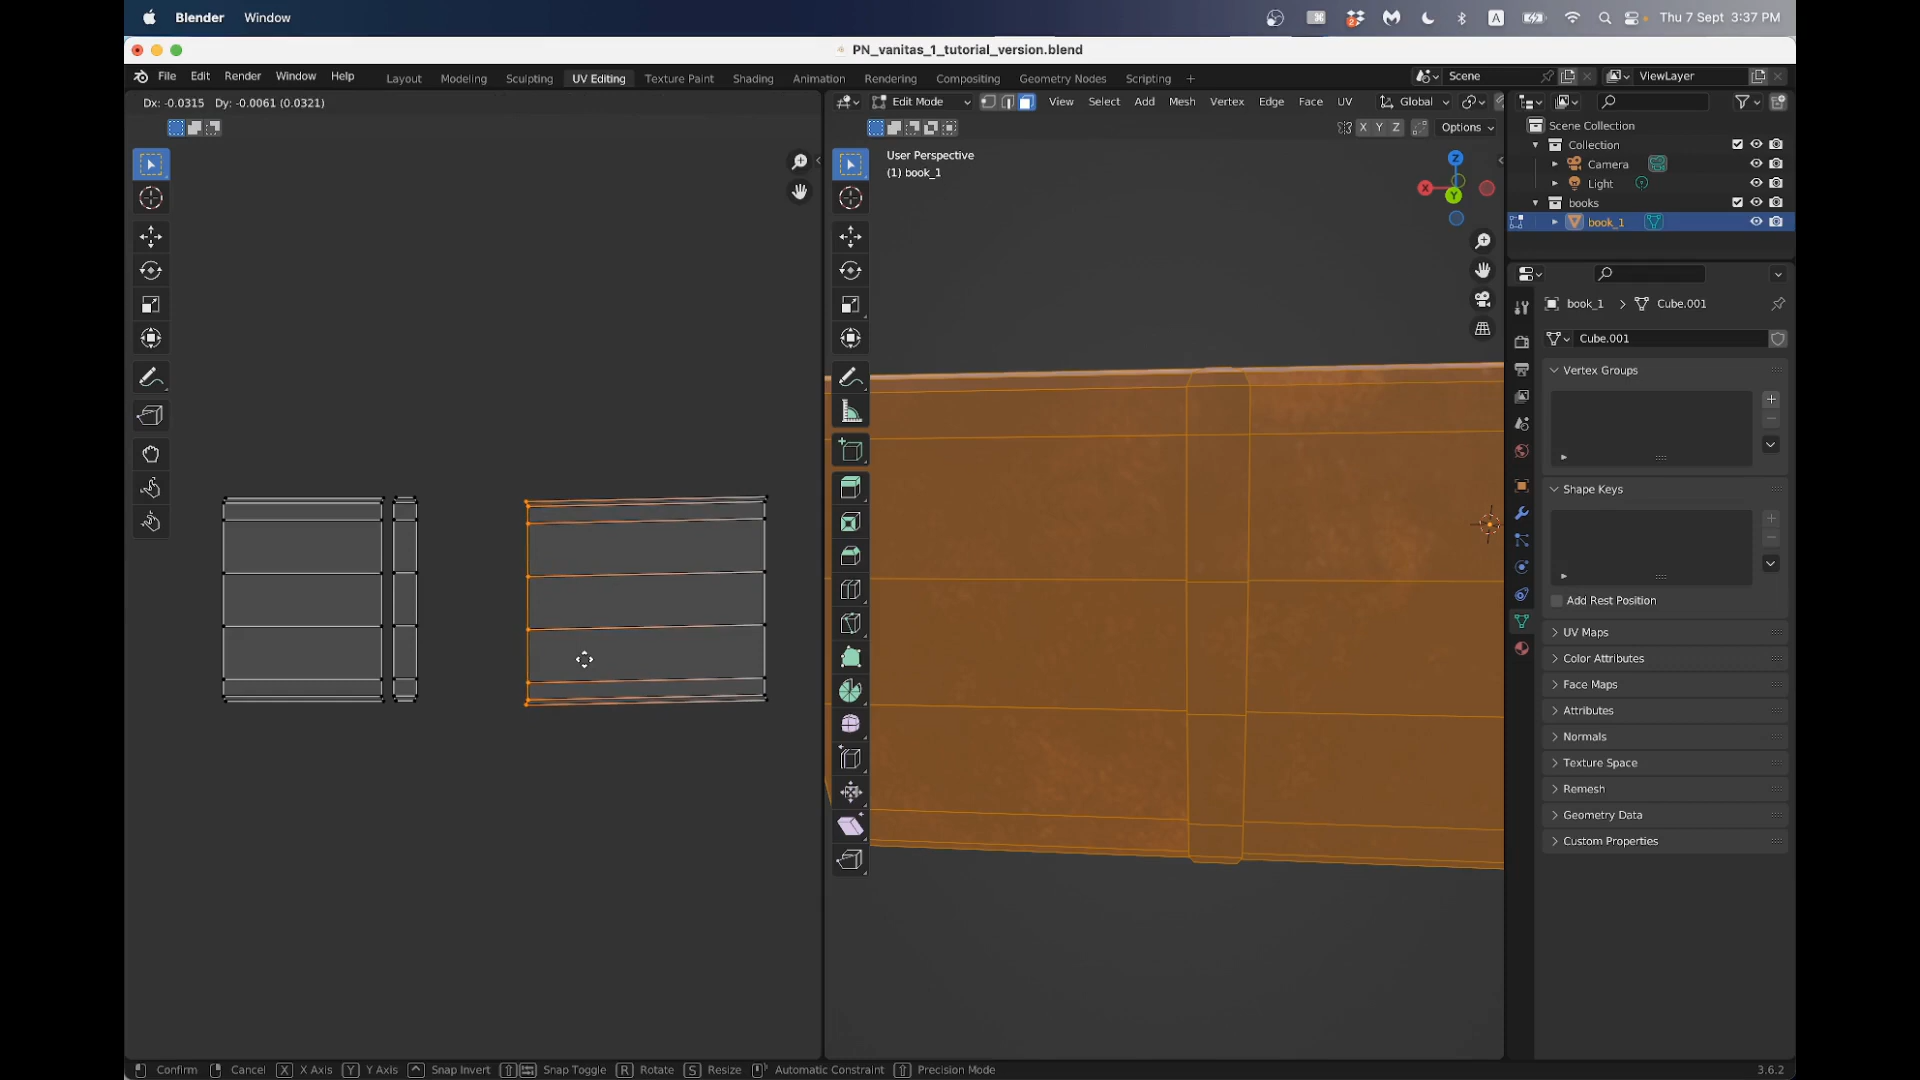 Blender Window
A Thu 7 Sept 3:37 PM
PN_vanitas_1_tutorial_version.blend
File Edit Render Window Help Layout Modeling Sculpting UV Editing Texture Paint Shading Animation Rendering Compositing Geometry Nodes Scripting + Scene ViewLayer
Dx: -0.0315 Dy: -0.0061 (0.0321)
Edit Mode View Select Add Mesh Vertex Edge Face UV Global
X Y Z Options
User Perspective
(1) book_1
Z
X
Y
Scene Collection
Collection
Camera
Light
books
book_1
book_1 > Cube.001
Cube.001
Vertex Groups
Shape Keys
Add Rest Position
UV Maps
Color Attributes
Face Maps
Attributes
Normals
Texture Space
Remesh
Geometry Data
Custom Properties
Confirm Cancel X X Axis Y Y Axis Snap Invert Snap Toggle R Rotate S Resize Automatic Constraint Precision Mode 3.6.2